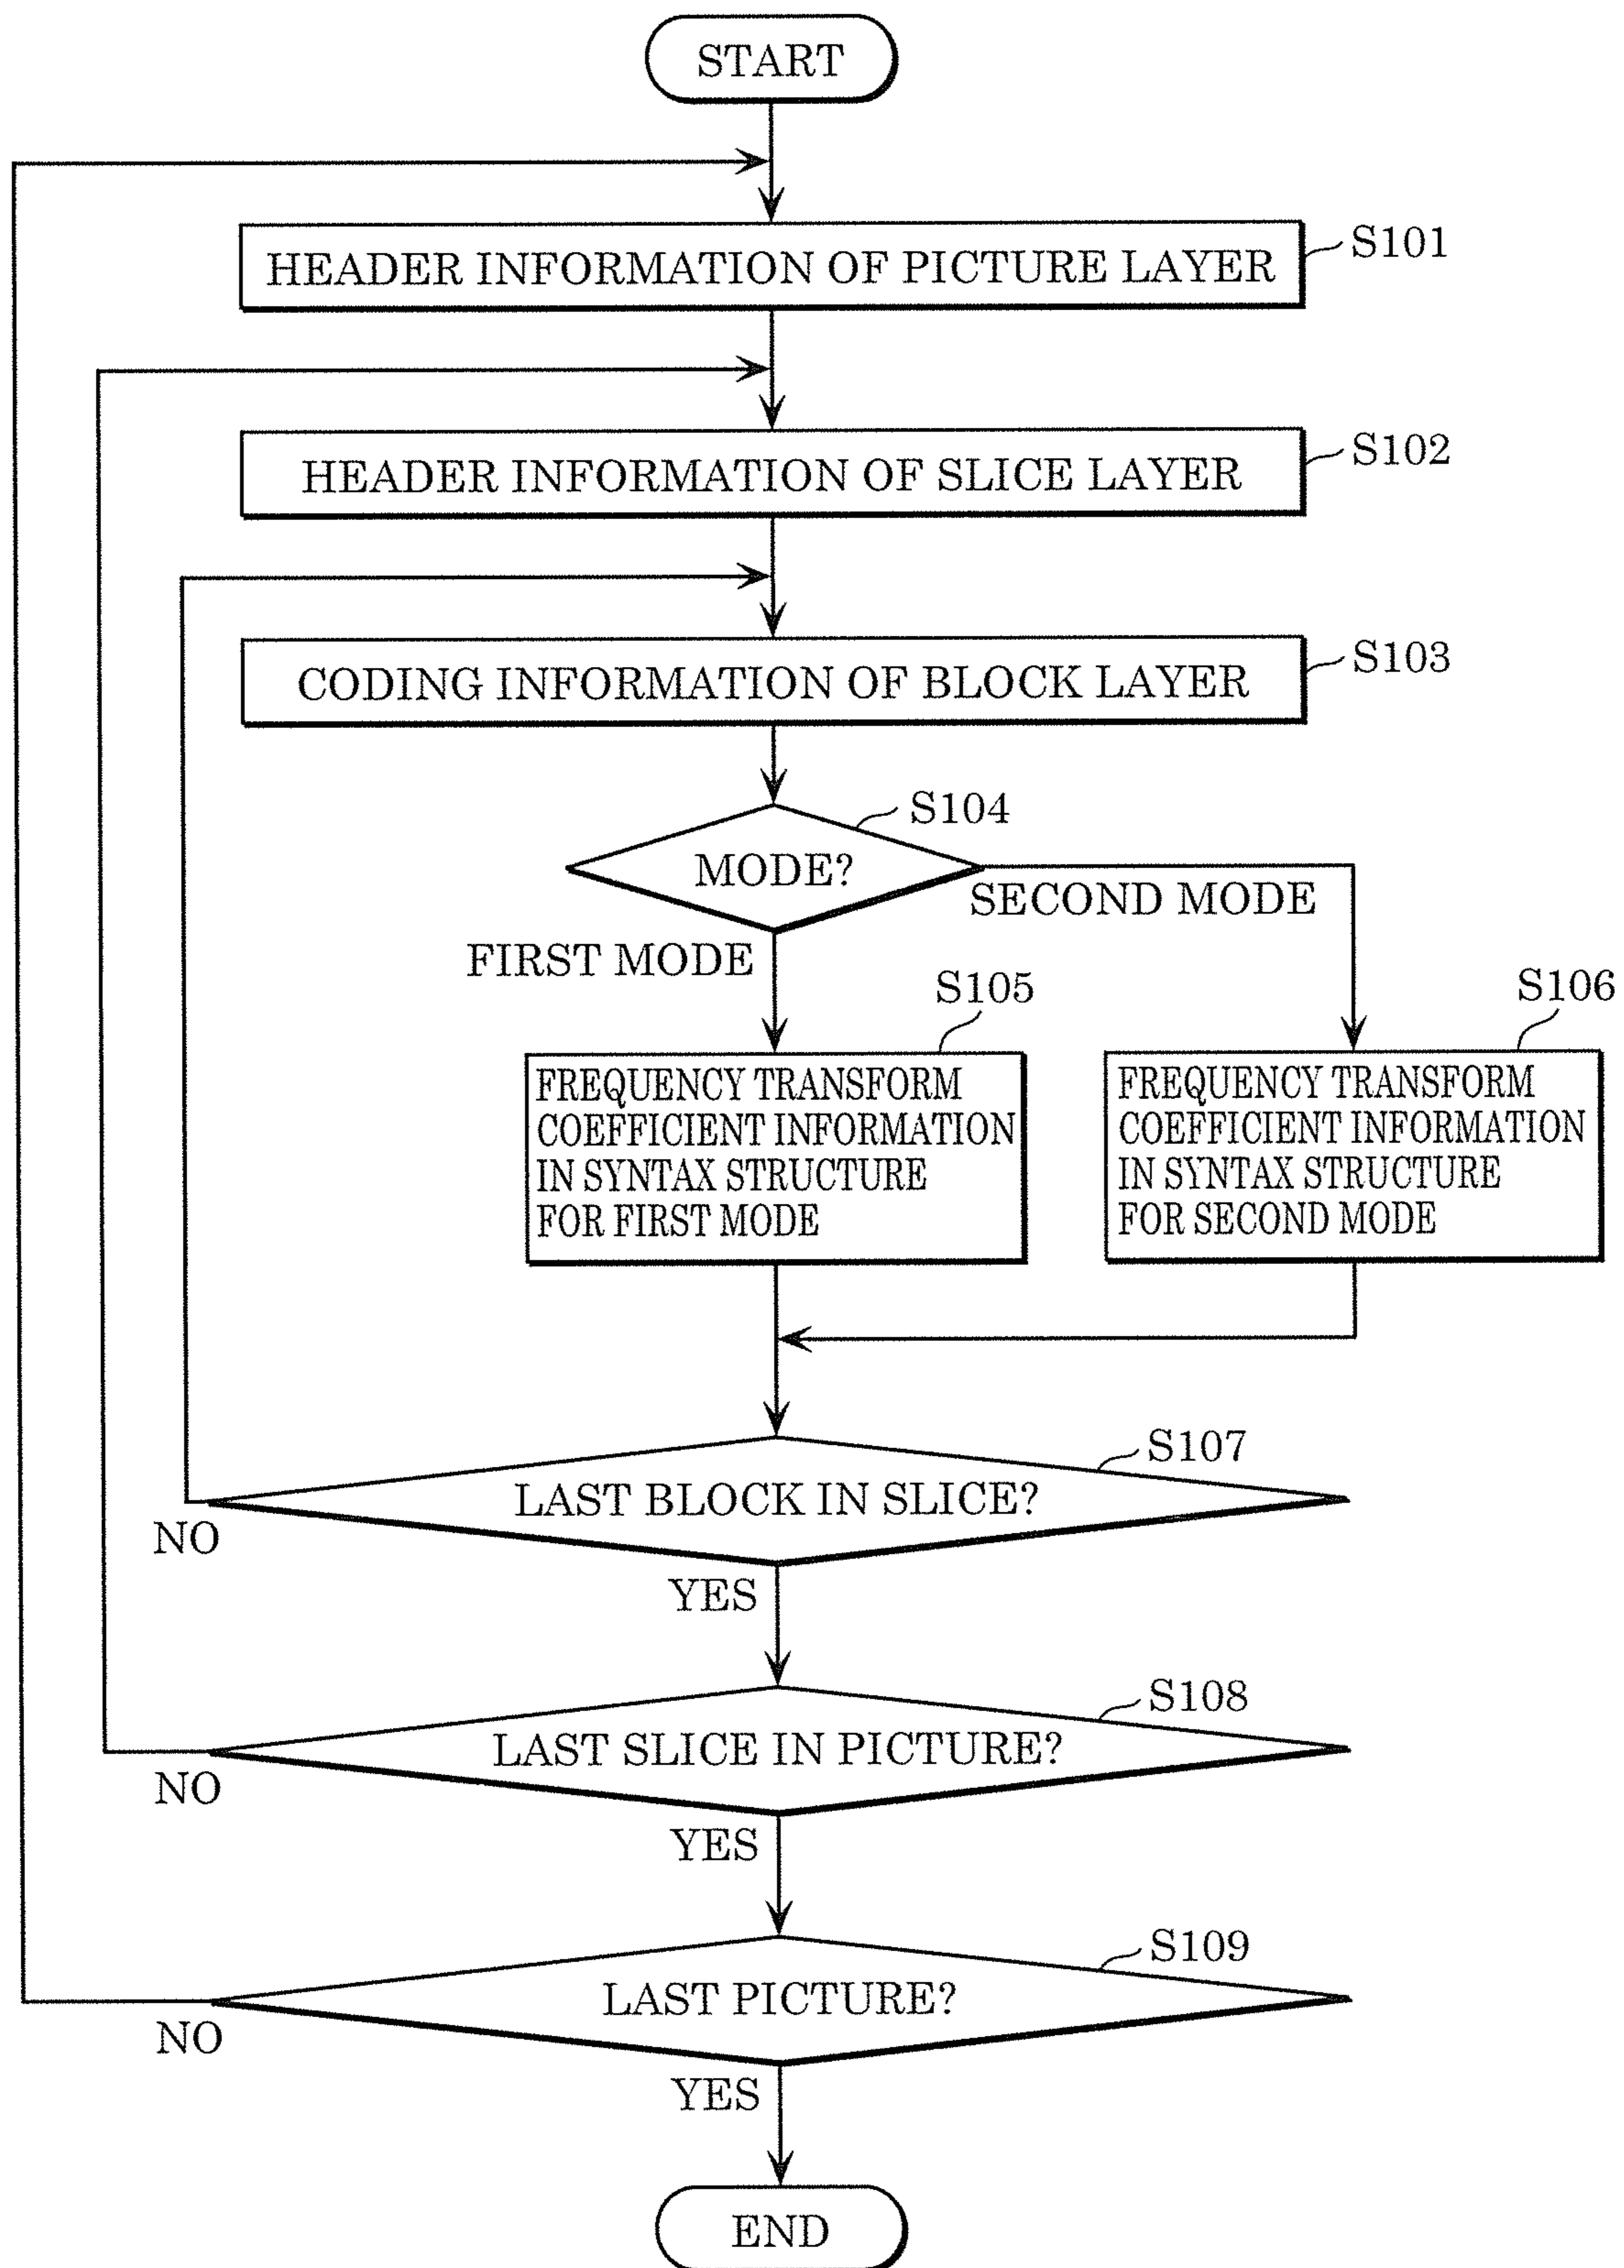 START
HEADER INFORMATION OF PICTURE LAYER
S101
HEADER INFORMATION OF SLICE LAYER
S102
CODING INFORMATION OF BLOCK LAYER
S103
S104
MODE?
SECOND MODE
FIRST MODE
S105
FREQUENCY TRANSFORM
COEFFICIENT INFORMATION
IN SYNTAX STRUCTURE
FOR FIRST MODE
S106
FREQUENCY TRANSFORM
COEFFICIENT INFORMATION
IN SYNTAX STRUCTURE
FOR SECOND MODE
S107
LAST BLOCK IN SLICE?
NO
YES
S108
LAST SLICE IN PICTURE?
NO
YES
S109
LAST PICTURE?
NO
YES
END